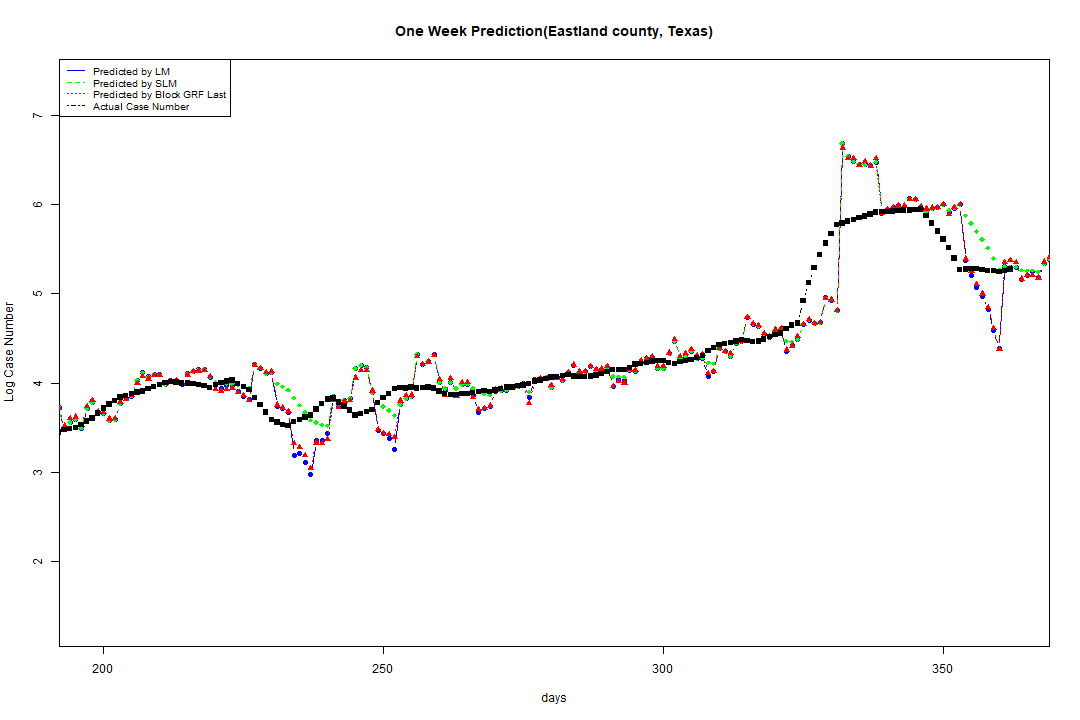 One Week Prediction(Eastland county, Texas)
Predicted by LM
Predicted by SLM
Predicted by Block GRF Last
Actual Case Number
7
6
5
4
3
2
Log Case Number
200
250
300
350
days